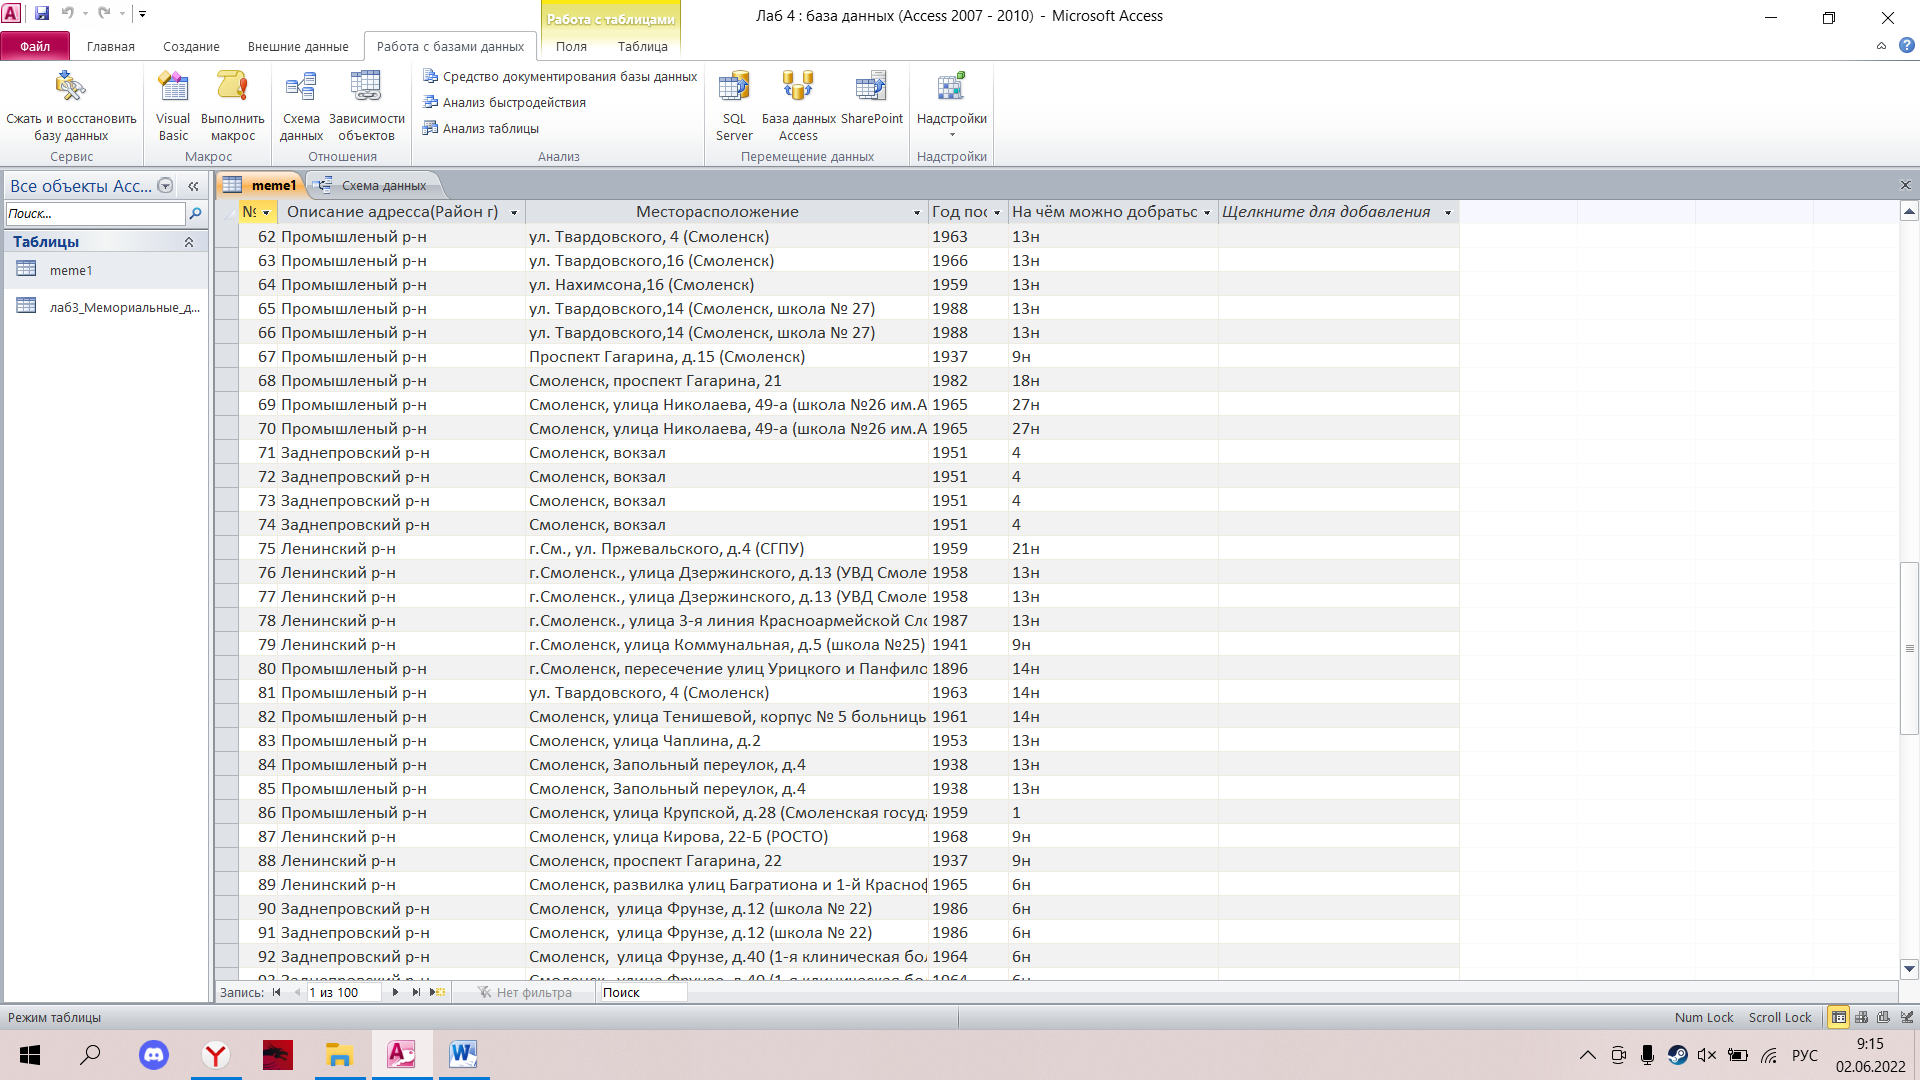 Лаб 4 : база данных (Access 2007 - 2010) - Microsoft Access
Работа с таблицами
Файл Главная Создание Внешние данные Работа с базами данных Поля Таблица
Сжать и восстановить базу данных
Visual Basic
Выполнить макрос
Схема данных
Зависимости объектов
Средство документирования базы данных
Анализ быстродействия
Анализ таблицы
SQL Server
База данных Access
SharePoint
Надстройки
Сервис Макрос Отношения Анализ Перемещение данных Надстройки
Все объекты Acc...
Поиск...
Таблицы
meme1
лаб3_Мемориальные_д...
meme1 Схема данных
№ Описание адреса(Район г) Месторасположение Год пос На чём можно добратьс Щелкните для добавления
62 Промышленый р-н ул. Твардовского, 4 (Смоленск) 1963 13н
63 Промышленый р-н ул. Твардовского,16 (Смоленск) 1966 13н
64 Промышленый р-н ул. Нахимсона,16 (Смоленск) 1959 13н
65 Промышленый р-н ул. Твардовского,14 (Смоленск, школа № 27) 1988 13н
66 Промышленый р-н ул. Твардовского,14 (Смоленск, школа № 27) 1988 13н
67 Промышленый р-н Проспект Гагарина, д.15 (Смоленск) 1937 9н
68 Промышленый р-н Смоленск, проспект Гагарина, 21 1982 18н
69 Промышленый р-н Смоленск, улица Николаева, 49-а (школа №26 им.А 1965 27н
70 Промышленый р-н Смоленск, улица Николаева, 49-а (школа №26 им.А 1965 27н
71 Заднепровский р-н Смоленск, вокзал 1951 4
72 Заднепровский р-н Смоленск, вокзал 1951 4
73 Заднепровский р-н Смоленск, вокзал 1951 4
74 Заднепровский р-н Смоленск, вокзал 1951 4
75 Ленинский р-н г.См., ул. Пржевальского, д.4 (СГПУ) 1959 21н
76 Ленинский р-н г.Смоленск., улица Дзержинского, д.13 (УВД Смоле 1958 13н
77 Ленинский р-н г.Смоленск., улица Дзержинского, д.13 (УВД Смоле 1958 13н
78 Ленинский р-н г.Смоленск., улица 3-я линия Красноармейской Сло 1987 13н
79 Ленинский р-н г.Смоленск, улица Коммунальная, д.5 (школа №25) 1941 9н
80 Промышленый р-н г.Смоленск, пересечение улиц Урицкого и Панфило 1896 14н
81 Промышленый р-н ул. Твардовского, 4 (Смоленск) 1963 14н
82 Промышленый р-н Смоленск, улица Тенишевой, корпус № 5 больниць 1961 14н
83 Промышленый р-н Смоленск, улица Чаплина, д.2 1953 13н
84 Промышленый р-н Смоленск, Запольный переулок, д.4 1938 13н
85 Промышленый р-н Смоленск, Запольный переулок, д.4 1938 13н
86 Промышленый р-н Смоленск, улица Крупской, д.28 (Смоленская госуда 1959 1
87 Ленинский р-н Смоленск, улица Кирова, 22-Б (РОСТО) 1968 9н
88 Ленинский р-н Смоленск, проспект Гагарина, 22 1937 9н
89 Ленинский р-н Смоленск, развилка улиц Багратиона и 1-й Красноф 1965 6н
90 Заднепровский р-н Смоленск, улица Фрунзе, д.12 (школа № 22) 1986 6н
91 Заднепровский р-н Смоленск, улица Фрунзе, д.12 (школа № 22) 1986 6н
92 Заднепровский р-н Смоленск, улица Фрунзе, д.40 (1-я клиническая бол 1964 6н
93 Заднепровский р-н Смоленск, улица Фрунзе, д.40 (1-я клиническая бол 1964 6н
Запись: 1 из 100 Нет фильтра Поиск
Режим таблицы Num Lock Scroll Lock
РУС
9:15
02.06.2022